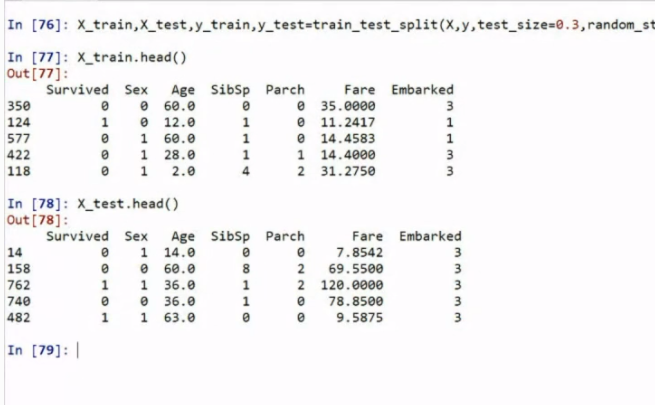 In [76]: X_train,X_test,y_train,y_test=train_test_split(X,y,test_size=0.3,random_st
In [77]: X_train.head()
Out[77]:
Survived Sex Age SibSp Parch Fare Embarked
350 0 0 60.0 0 0 35.0000 3
124 1 0 12.0 1 0 11.2417 1
577 0 1 60.0 1 0 14.4583 1
422 0 1 28.0 1 1 14.4000 3
118 0 1 2.0 4 2 31.2750 3
In [78]: X_test.head()
Out[78]:
Survived Sex Age SibSp Parch Fare Embarked
14 0 1 14.0 0 0 7.8542 3
158 0 0 60.0 8 2 69.5500 3
762 1 1 36.0 1 2 120.0000 3
740 0 0 36.0 1 0 78.8500 3
482 1 1 63.0 0 0 9.5875 3
In [79]: